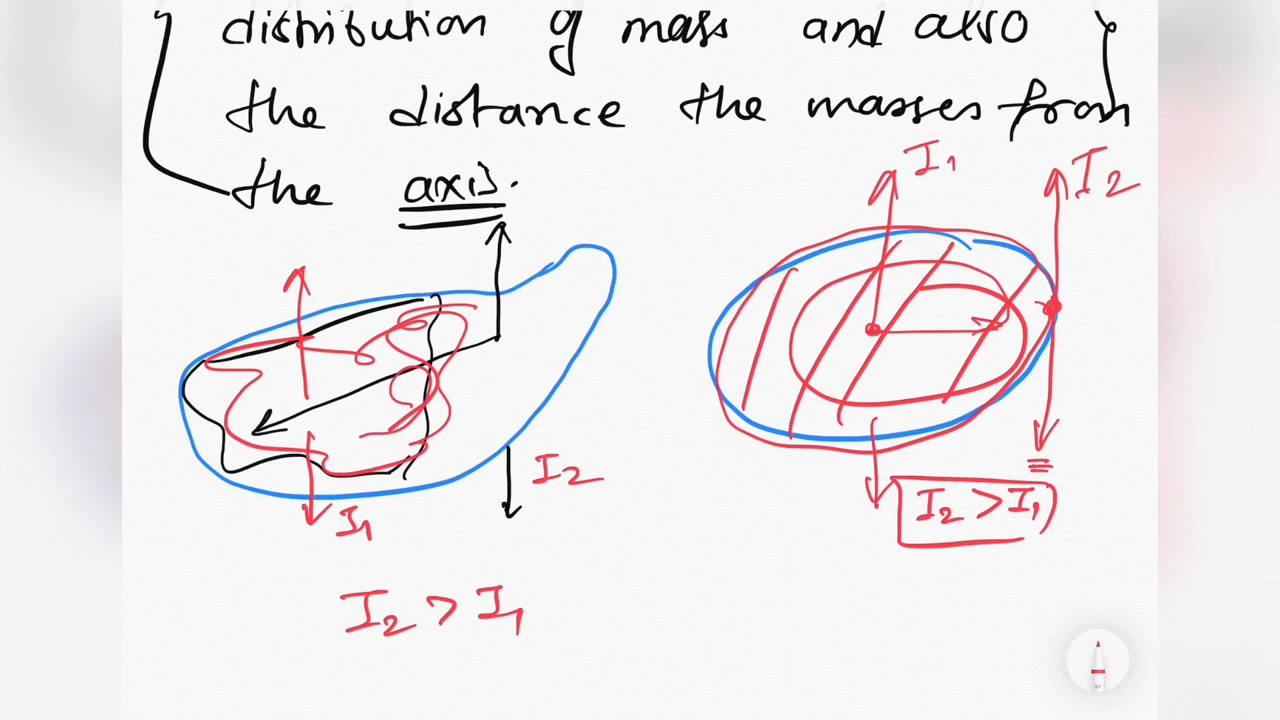 distribution of mass and also
the distance the masses from
the axis.
I₁
I₂
I₂
I₁
I₂ > I₁
I₂ > I₁